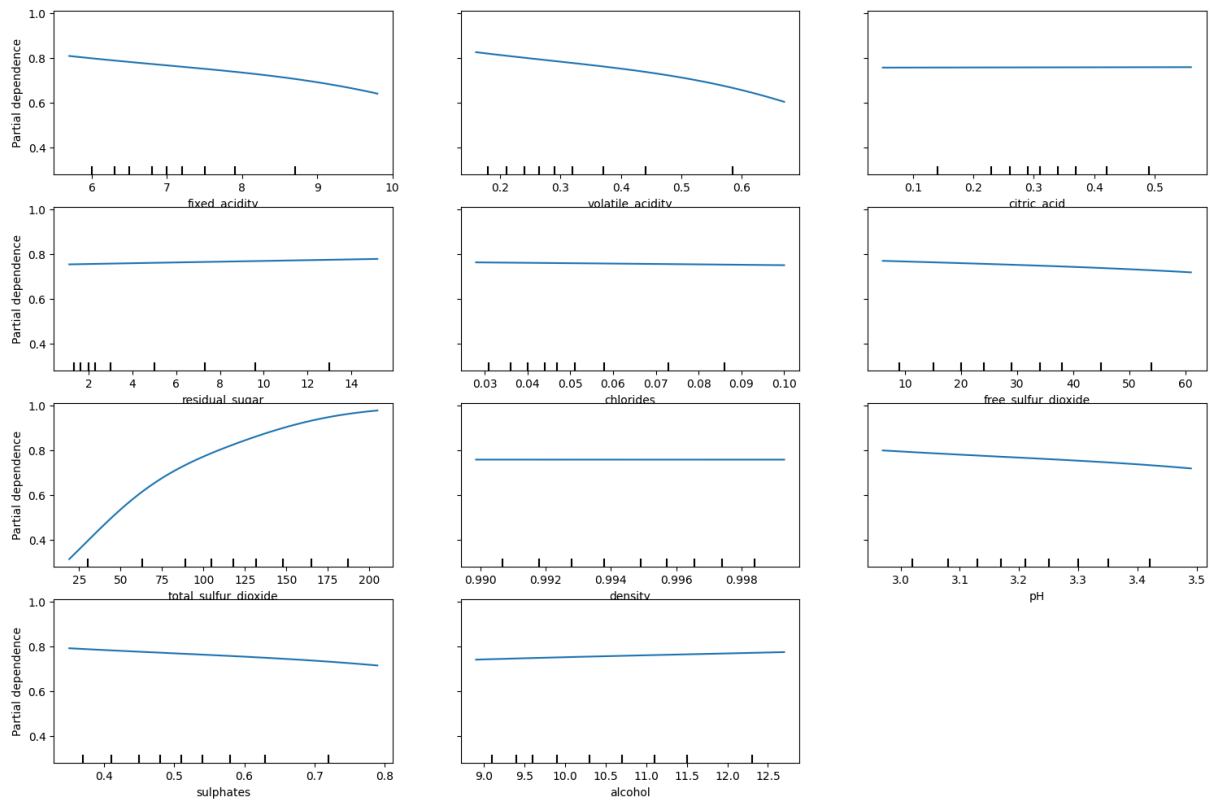 1.0
0.8
0.6
0.4
Partial dependence
6 7 8 9 10
fixed_acidity
0.2 0.3 0.4 0.5 0.6
volatile_acidity
0.1 0.2 0.3 0.4 0.5
citric_acid
1.0
0.8
0.6
0.4
Partial dependence
2 4 6 8 10 12 14
residual_sugar
0.03 0.04 0.05 0.06 0.07 0.08 0.09 0.10
chlorides
10 20 30 40 50 60
free_sulfur_dioxide
1.0
0.8
0.6
0.4
Partial dependence
25 50 75 100 125 150 175 200
total_sulfur_dioxide
0.990 0.992 0.994 0.996 0.998
density
3.0 3.1 3.2 3.3 3.4 3.5
pH
1.0
0.8
0.6
0.4
Partial dependence
0.4 0.5 0.6 0.7 0.8
sulphates
9.0 9.5 10.0 10.5 11.0 11.5 12.0 12.5
alcohol